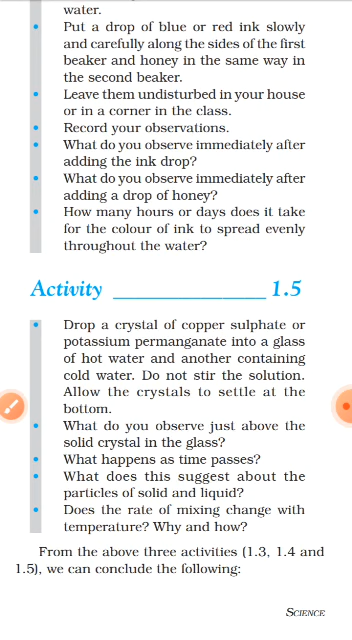 water.
• Put a drop of blue or red ink slowly
and carefully along the sides of the first
beaker and honey in the same way in
the second beaker.
• Leave them undisturbed in your house
or in a corner in the class.
• Record your observations.
• What do you observe immediately after
adding the ink drop?
• What do you observe immediately after
adding a drop of honey?
• How many hours or days does it take
for the colour of ink to spread evenly
throughout the water?
Activity _______________ 1.5
• Drop a crystal of copper sulphate or
potassium permanganate into a glass
of hot water and another containing
cold water. Do not stir the solution.
Allow the crystals to settle at the
bottom.
• What do you observe just above the
solid crystal in the glass?
• What happens as time passes?
• What does this suggest about the
particles of solid and liquid?
• Does the rate of mixing change with
temperature? Why and how?
From the above three activities (1.3, 1.4 and
1.5), we can conclude the following:
SCIENCE